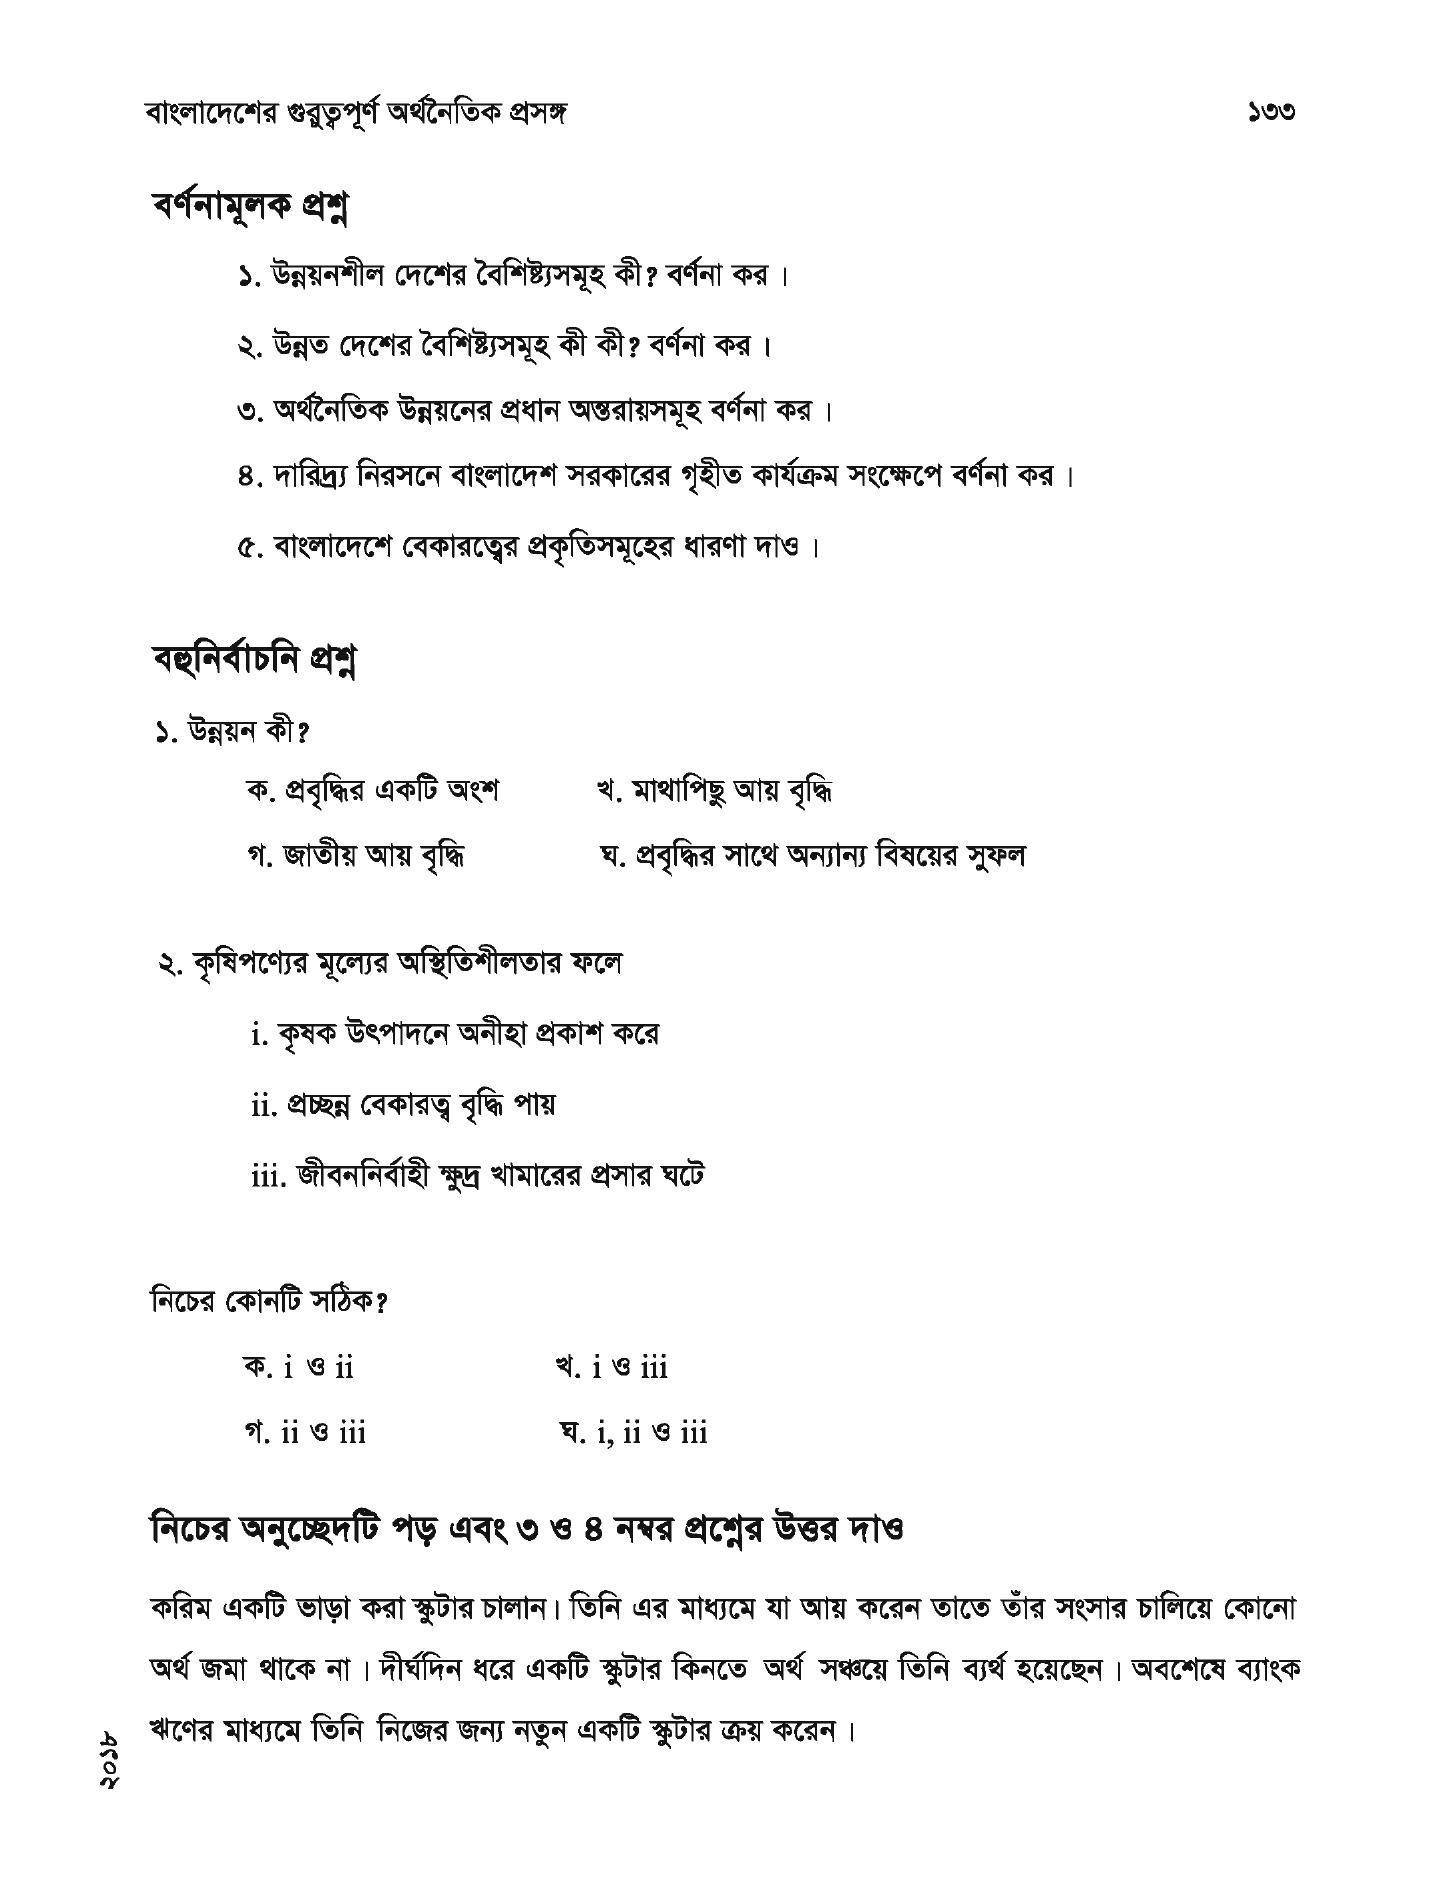 বাংলাদেশের গুরুত্বপূর্ণ অর্থনৈতিক প্রসঙ্গ ১৩৩
বর্ণনামূলক প্রশ্ন
১. উন্নয়নশীল দেশের বৈশিষ্ট্যসমূহ কী? বর্ণনা কর।
২. উন্নত দেশের বৈশিষ্ট্যসমূহ কী কী? বর্ণনা কর।
৩. অর্থনৈতিক উন্নয়নের প্রধান অন্তরায়সমূহ বর্ণনা কর।
৪. দারিদ্র্য নিরসনে বাংলাদেশ সরকারের গৃহীত কার্যক্রম সংক্ষেপে বর্ণনা কর।
৫. বাংলাদেশে বেকারত্বের প্রকৃতিসমূহের ধারণা দাও।
বহুনির্বাচনি প্রশ্ন
১. উন্নয়ন কী?
ক. প্রবৃদ্ধির একটি অংশ খ. মাথাপিছু আয় বৃদ্ধি
গ. জাতীয় আয় বৃদ্ধি ঘ. প্রবৃদ্ধির সাথে অন্যান্য বিষয়ের সুফল
২. কৃষিপণ্যের মূল্যের অস্থিতিশীলতার ফলে
i. কৃষক উৎপাদনে অনীহা প্রকাশ করে
ii. প্রচ্ছন্ন বেকারত্ব বৃদ্ধি পায়
iii. জীবননির্বাহী ক্ষুদ্র খামারের প্রসার ঘটে
নিচের কোনটি সঠিক?
ক. i ও ii খ. i ও iii
গ. ii ও iii ঘ. i, ii ও iii
নিচের অনুচ্ছেদটি পড় এবং ৩ ও ৪ নম্বর প্রশ্নের উত্তর দাও
করিম একটি ভাড়া করা স্কুটার চালান। তিনি এর মাধ্যমে যা আয় করেন তাতে তাঁর সংসার চালিয়ে কোনো
অর্থ জমা থাকে না। দীর্ঘদিন ধরে একটি স্কুটার কিনতে অর্থ সঞ্চয়ে তিনি ব্যর্থ হয়েছেন। অবশেষে ব্যাংক
ঋণের মাধ্যমে তিনি নিজের জন্য নতুন একটি স্কুটার ক্রয় করেন।
২০১৮